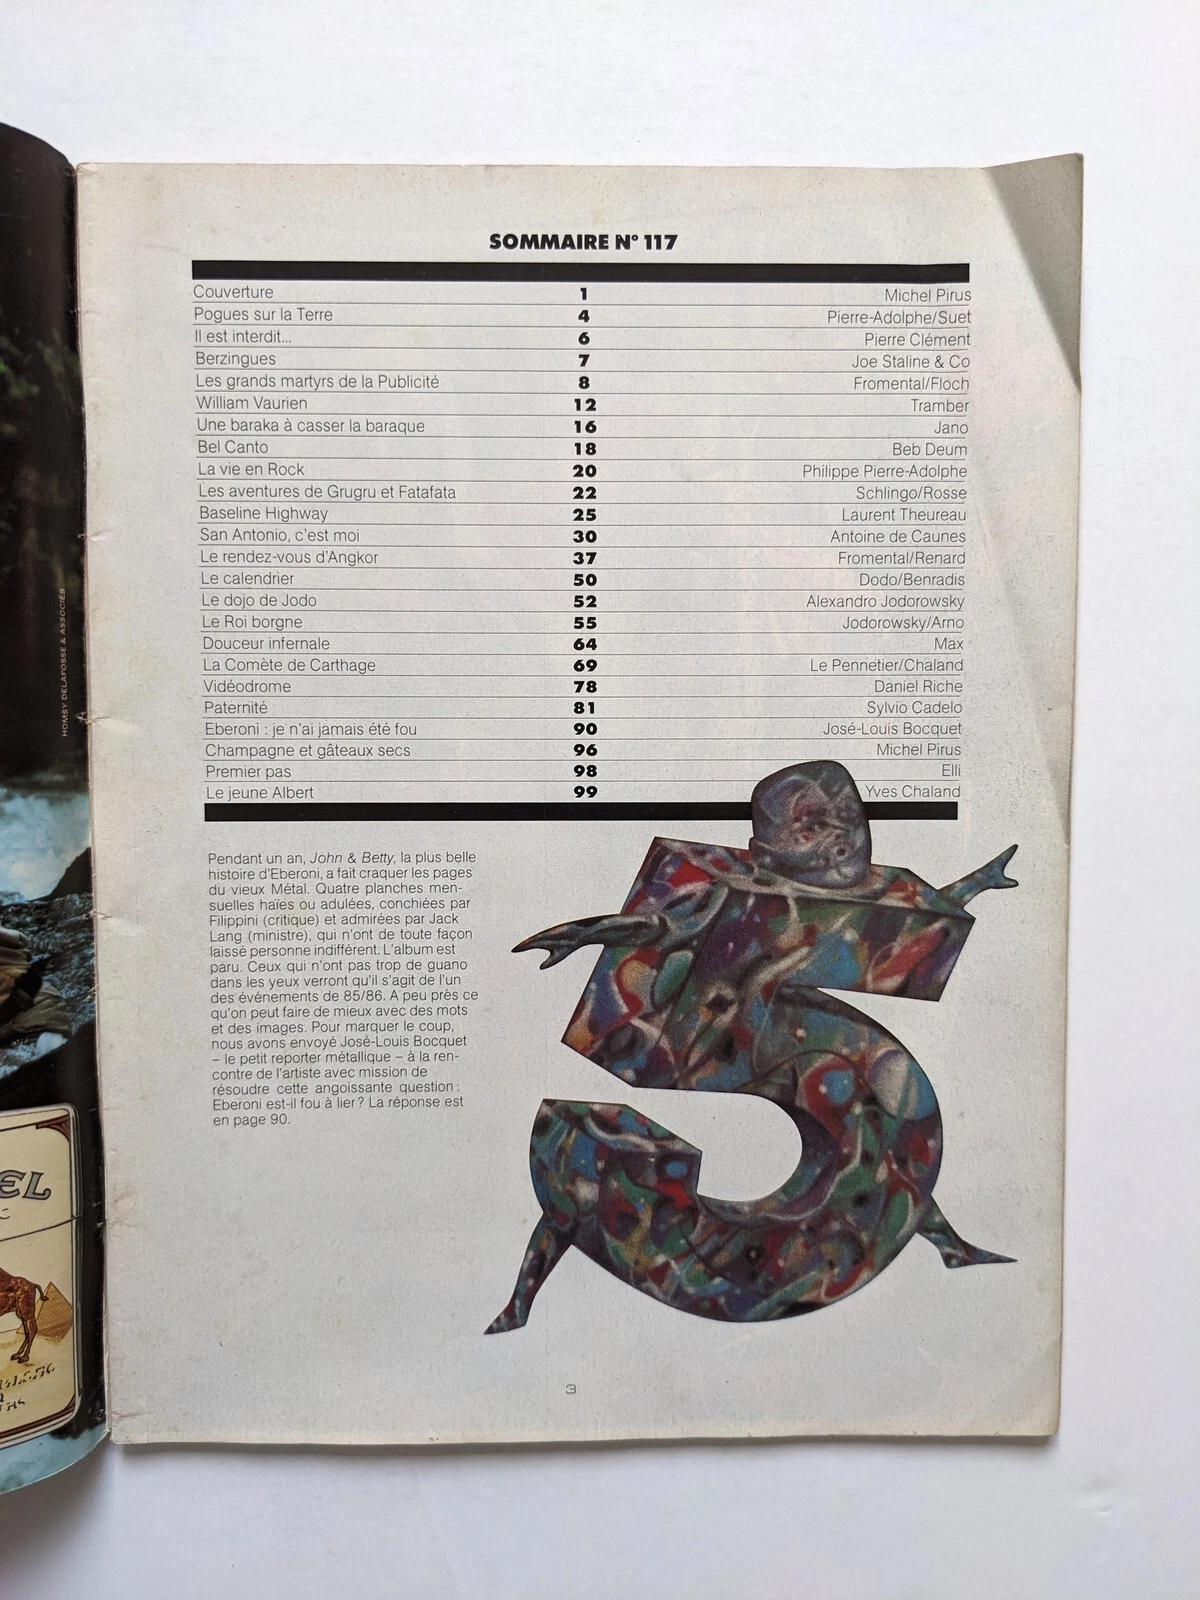 SOMMAIRE N° 117
Couverture 1 Michel Pirus
Pogues sur la Terre 4 Pierre-Adolphe/Suet
Il est interdit... 6 Pierre Clément
Berzingues 7 Joe Staline & Co
Les grands martyrs de la Publicité 8 Fromental/Floch
William Vaurien 12 Tramber
Une baraka à casser la baraque 16 Jano
Bel Canto 18 Beb Deum
La vie en Rock 20 Philippe Pierre-Adolphe
Les aventures de Grugru et Fatafata 22 Schlingo/Rosse
Baseline Highway 25 Laurent Theureau
San Antonio, c'est moi 30 Antoine de Caunes
Le rendez-vous d'Angkor 37 Fromental/Renard
Le calendrier 50 Dodo/Benradis
Le dojo de Jodo 52 Alexandro Jodorowsky
Le Roi borgne 55 Jodorowsky/Arno
Douceur infernale 64 Max
La Comète de Carthage 69 Le Pennetier/Chaland
Vidéodrome 78 Daniel Riche
Paternité 81 Sylvio Cadelo
Eberoni : je n'ai jamais été fou 90 José-Louis Bocquet
Champagne et gâteaux secs 96 Michel Pirus
Premier pas 98 Elli
Le jeune Albert 99 Yves Chaland
Pendant un an, John & Betty, la plus belle
histoire d'Eberoni, a fait craquer les pages
du vieux Métal. Quatre planches men-
suelles haïes ou adulées, conchiées par
Filippini (critique) et admirées par Jack
Lang (ministre), qui n'ont de toute façon
laissé personne indifférent. L'album est
paru. Ceux qui n'ont pas trop de guano
dans les yeux verront qu'il s'agit de l'un
des événements de 85/86. A peu près ce
qu'on peut faire de mieux avec des mots
et des images. Pour marquer le coup,
nous avons envoyé José-Louis Bocquet
– le petit reporter métallique – à la ren-
contre de l'artiste avec mission de
résoudre cette angoissante question :
Eberoni est-il fou à lier ? La réponse est
en page 90.
5
3
HOMSY DELAFOSSE & ASSOCIÉS
EL